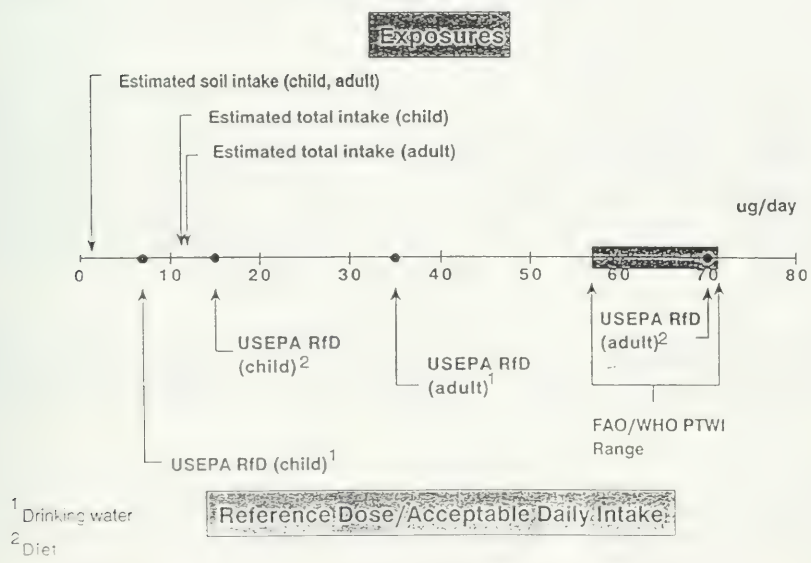 Exposures
Estimated soil intake (child, adult)
Estimated total intake (child)
Estimated total intake (adult)
ug/day
0 10 20 30 40 50 60 70 80
USEPA RfD
(child)2
USEPA RfD
(adult)1
USEPA RfD
(adult)2
FAO/WHO PTWI
Range
USEPA RfD (child)1
1 Drinking water
2 Diet
Reference Dose/Acceptable Daily Intake